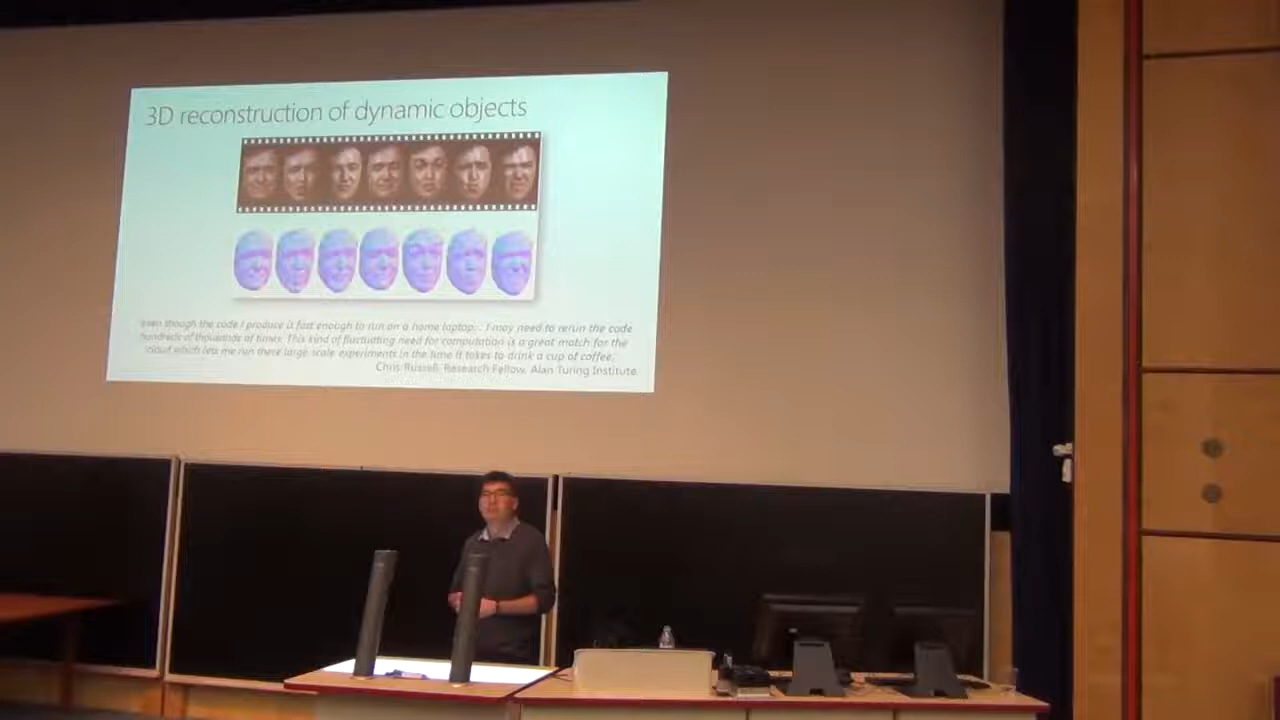 3D reconstruction of dynamic objects
even though the code I produce is fast enough to run on a home laptop... I may need to rerun the code
hundreds of thousands of times. This kind of fluctuating need for computation is a great match for the
cloud which lets me run these large scale experiments in the time it takes to drink a cup of coffee.
Chris Russell, Research Fellow, Alan Turing Institute